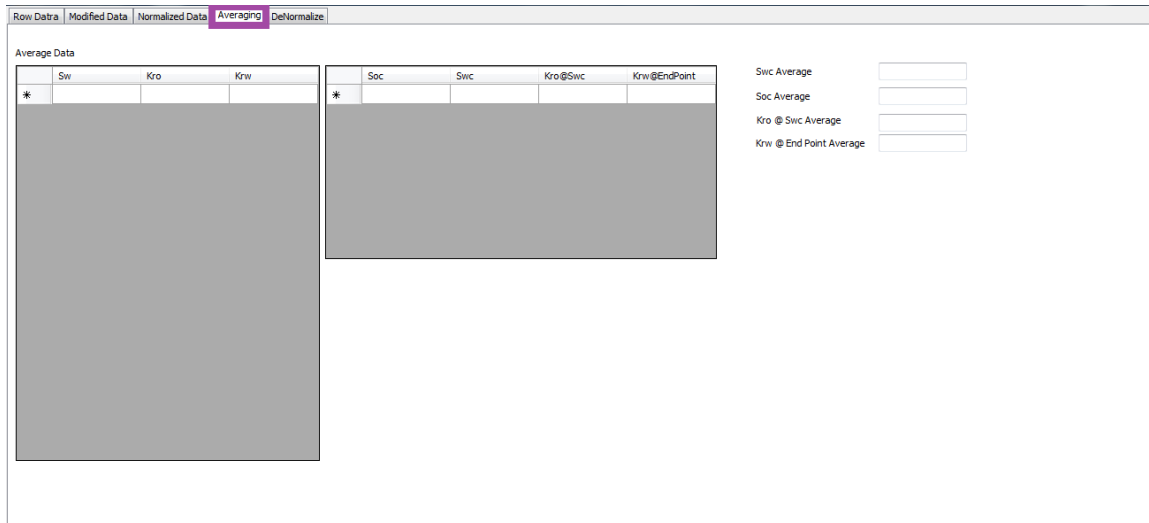 Row Datra Modified Data Normalized Data Averaging DeNormalize
Average Data
Sw Kro Krw
Soc Swc Kro@Swc Krw@EndPoint
Swc Average
Soc Average
Kro @ Swc Average
Krw @ End Point Average